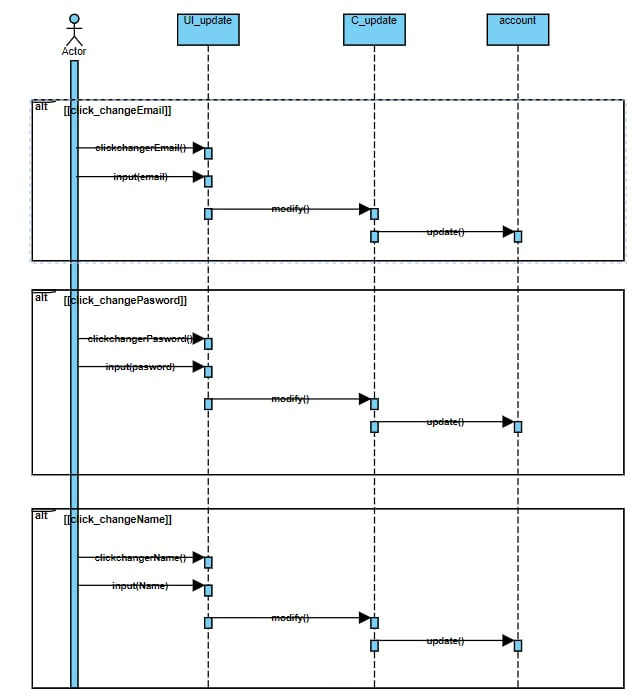 UI_update
C_update
account
Actor
alt
[[click_changeEmail]]
clickchangerEmail()
input(email)
modify()
update()
alt
[[click_changePasword]]
clickchangerPasword()
input(pasword)
modify()
update()
alt
[[click_changeName]]
clickchangerName()
input(Name)
modify()
update()